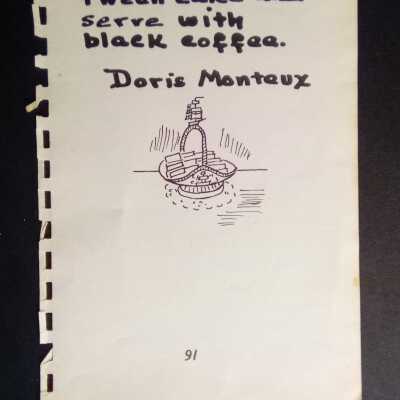 serve with
black coffee.
Doris Monteux
91